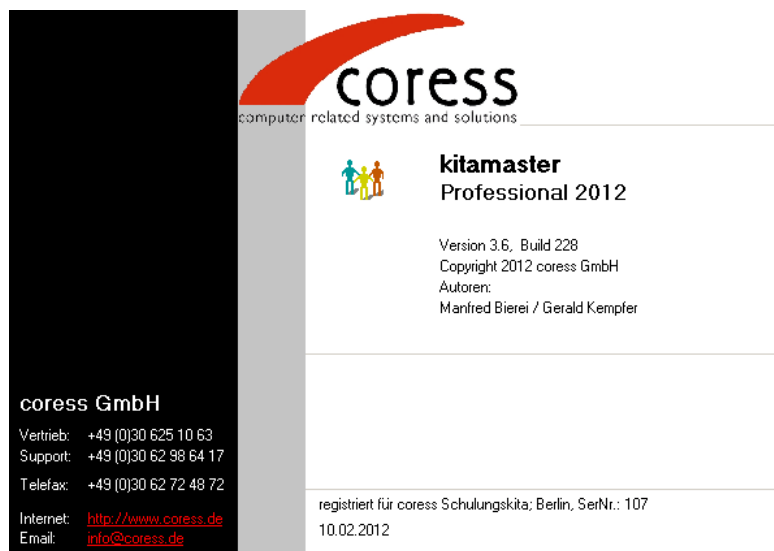 coress
computer related systems and solutions
kitamaster
Professional 2012
Version 3.6, Build 228
Copyright 2012 coress GmbH
Autoren:
Manfred Bierei / Gerald Kempfer
coress GmbH
Vertrieb: +49 (0)30 625 10 63
Support: +49 (0)30 62 98 64 17
Telefax: +49 (0)30 62 72 48 72
Internet: http://www.coress.de
Email: info@coress.de
registriert für coress Schulungskita; Berlin, SerNr.: 107
10.02.2012